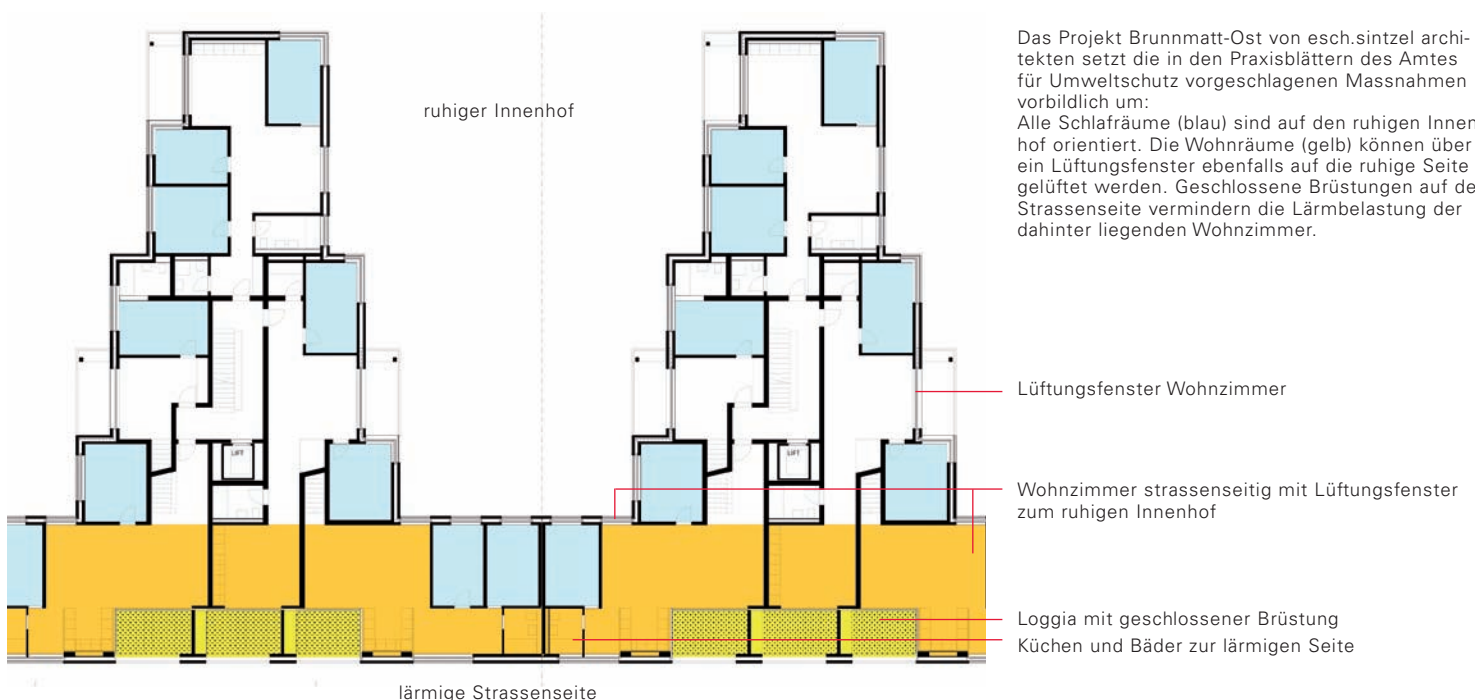 Das Projekt Brunnmatt-Ost von esch.sintzel archi-
tekten setzt die in den Praxisblättern des Amtes
für Umweltschutz vorgeschlagenen Massnahmen
vorbildlich um:
Alle Schlafräume (blau) sind auf den ruhigen Innen
hof orientiert. Die Wohnräume (gelb) können über
ein Lüftungsfenster ebenfalls auf die ruhige Seite
gelüftet werden. Geschlossene Brüstungen auf de
Strassenseite vermindern die Lärmbelastung der
dahinter liegenden Wohnzimmer.
ruhiger Innenhof
Lüftungsfenster Wohnzimmer
LIFT
LIFT
Wohnzimmer strassenseitig mit Lüftungsfenster
zum ruhigen Innenhof
Loggia mit geschlossener Brüstung
Küchen und Bäder zur lärmigen Seite
lärmige Strassenseite